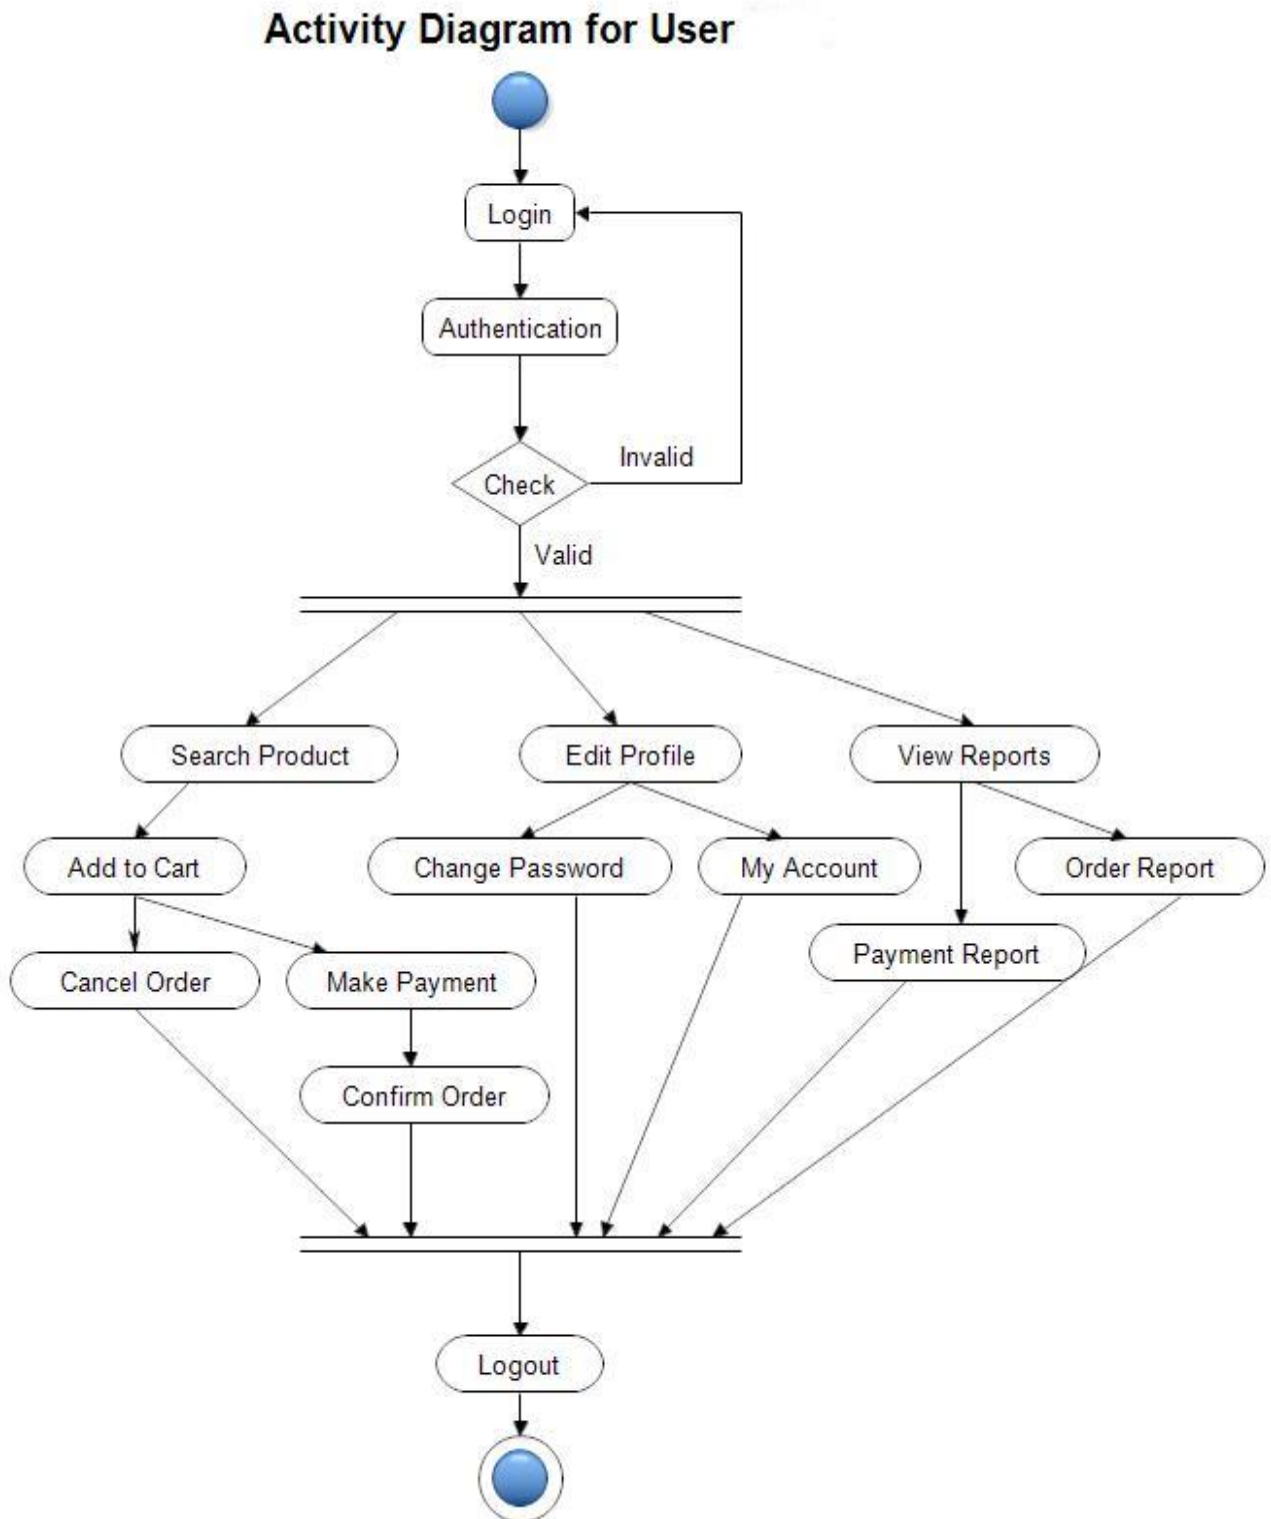 Activity Diagram for User
Login
Authentication
Check
Invalid
Valid
Search Product
Edit Profile
View Reports
Add to Cart
Change Password
My Account
Order Report
Cancel Order
Make Payment
Payment Report
Confirm Order
Logout